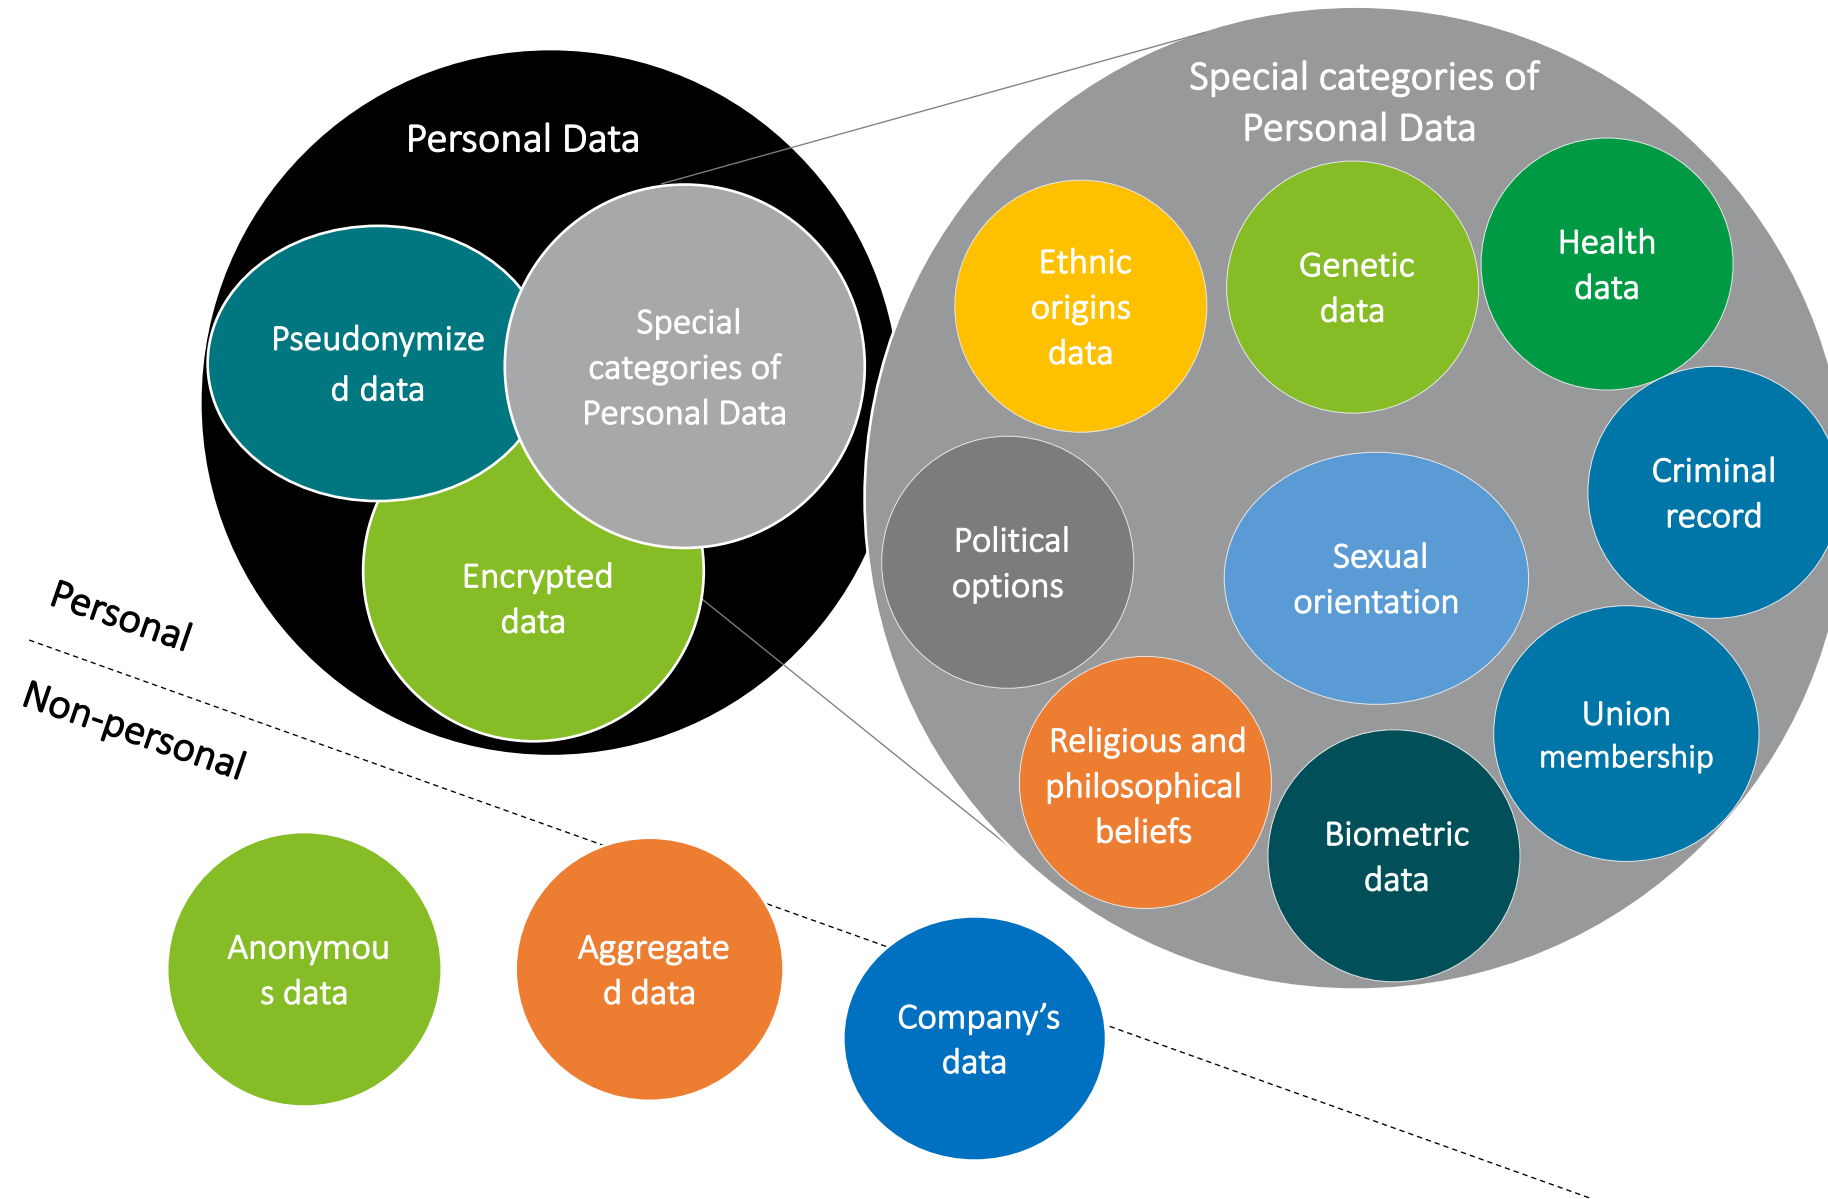 Personal Data
Pseudonymize
d data
Special
categories of
Personal Data
Encrypted
data
Special categories of
Personal Data
Ethnic
origins
data
Genetic
data
Health
data
Criminal
record
Political
options
Sexual
orientation
Union
membership
Religious and
philosophical
beliefs
Biometric
data
Personal
Non-personal
Anonymou
s data
Aggregate
d data
Company’s
data